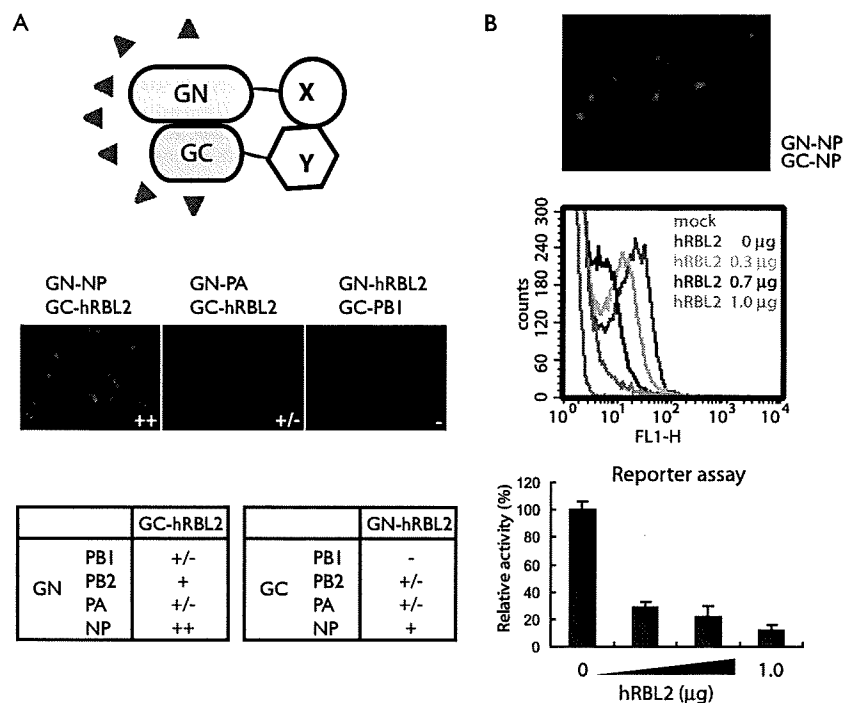 A
GN
X
GC
Y
GN-NP
GC-hRBL2
GN-PA
GC-hRBL2
GN-hRBL2
GC-PB1
++
+/-
-
GC-hRBL2
GN
PB1 +/-
PB2 +
PA +/-
NP ++
GN-hRBL2
GC
PB1 -
PB2 +/-
PA +/-
NP +
B
GN-NP
GC-NP
300
240
180
120
60
0
counts
mock
hRBL2 0 µg
hRBL2 0.3 µg
hRBL2 0.7 µg
hRBL2 1.0 µg
10⁰ 10¹ 10² 10³ 10⁴
FL1-H
Reporter assay
Relative activity (%)
120
100
80
60
40
20
0
0 1.0
hRBL2 (µg)